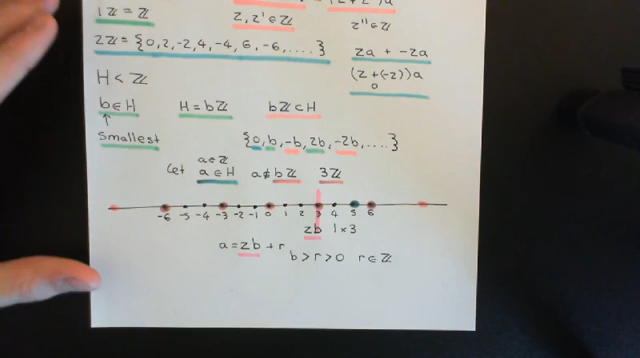 1ℤ = ℤ
z, z' ∈ ℤ
z'' ∈ ℤ
2ℤ = {0, 2, -2, 4, -4, 6, -6, ....}
za + -za
(z + (-z))a
0
H < ℤ
b ∈ H
H = bℤ
bℤ ⊂ H
↑
Smallest
{0, b, -b, 2b, -2b, ....}
Let a ∈ ℤ
a ∈ H
a ∉ bℤ
3ℤ
-6 -5 -4 -3 -2 -1 0 1 2 3 4 5 6
zb 1 × 3
a = zb + r
b > r > 0 r ∈ ℤ